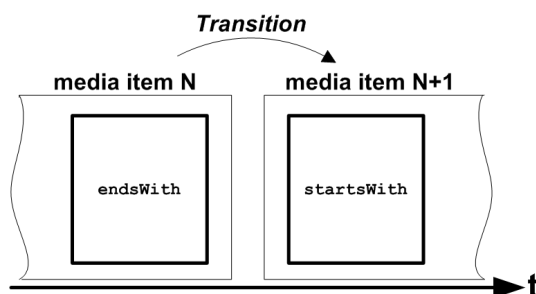 Transition
media item N
media item N+1
endsWith
startsWith
t